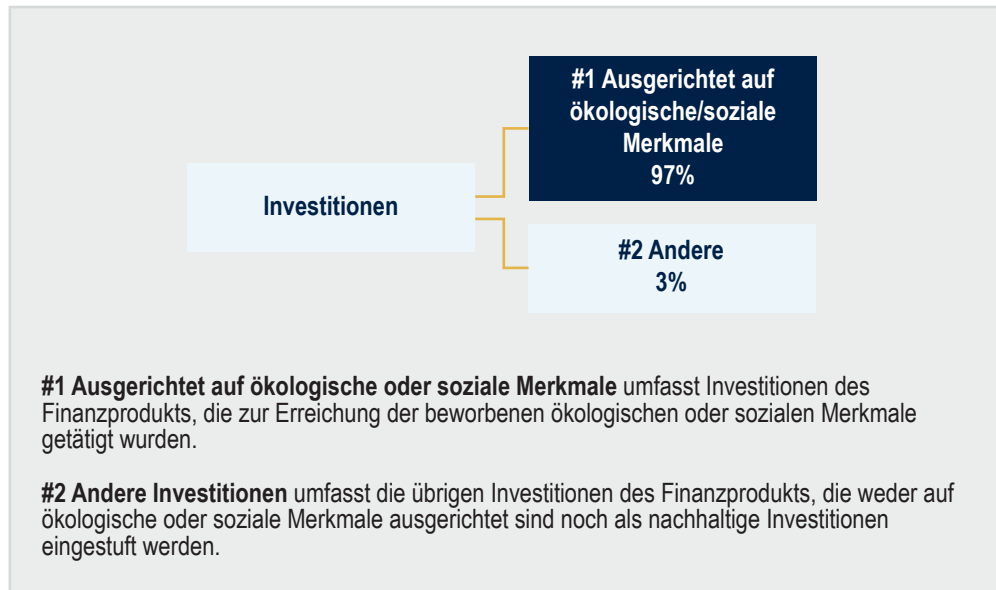 #1 Ausgerichtet auf
ökologische/soziale
Merkmale
97%
Investitionen
#2 Andere
3%
#1 Ausgerichtet auf ökologische oder soziale Merkmale umfasst Investitionen des
Finanzprodukts, die zur Erreichung der beworbenen ökologischen oder sozialen Merkmale
getätigt wurden.
#2 Andere Investitionen umfasst die übrigen Investitionen des Finanzprodukts, die weder auf
ökologische oder soziale Merkmale ausgerichtet sind noch als nachhaltige Investitionen
eingestuft werden.